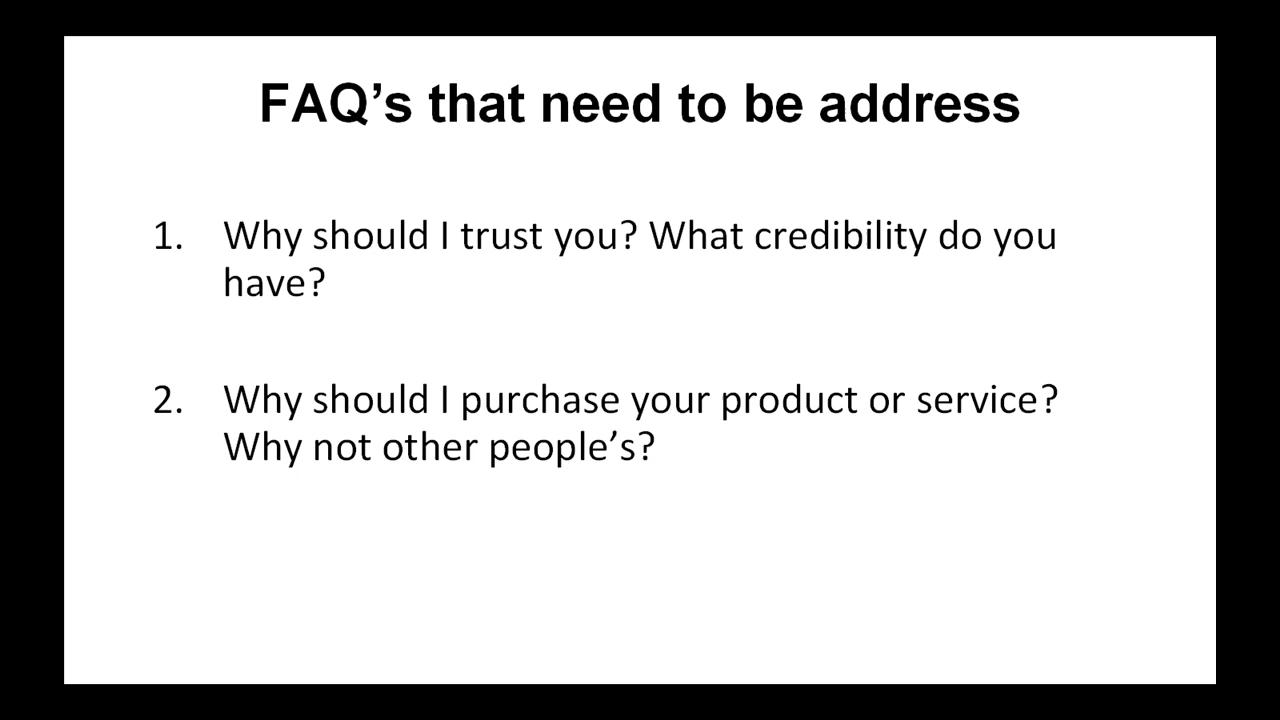 FAQ’s that need to be address
1. Why should I trust you? What credibility do you
have?
2. Why should I purchase your product or service?
Why not other people’s?